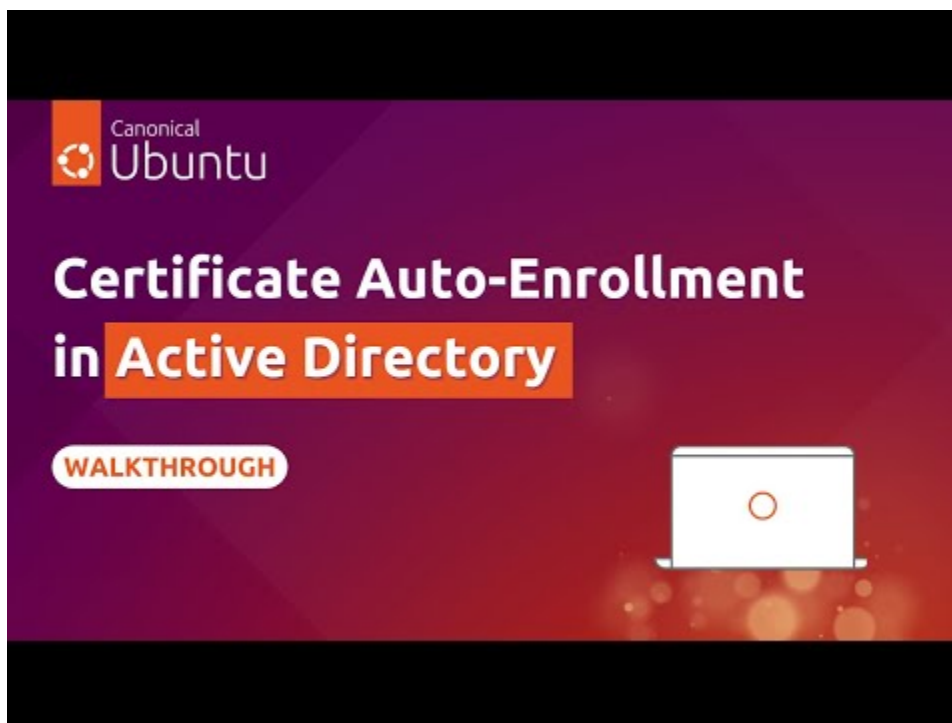 Canonical
Ubuntu
Certificate Auto-Enrollment
in Active Directory
WALKTHROUGH